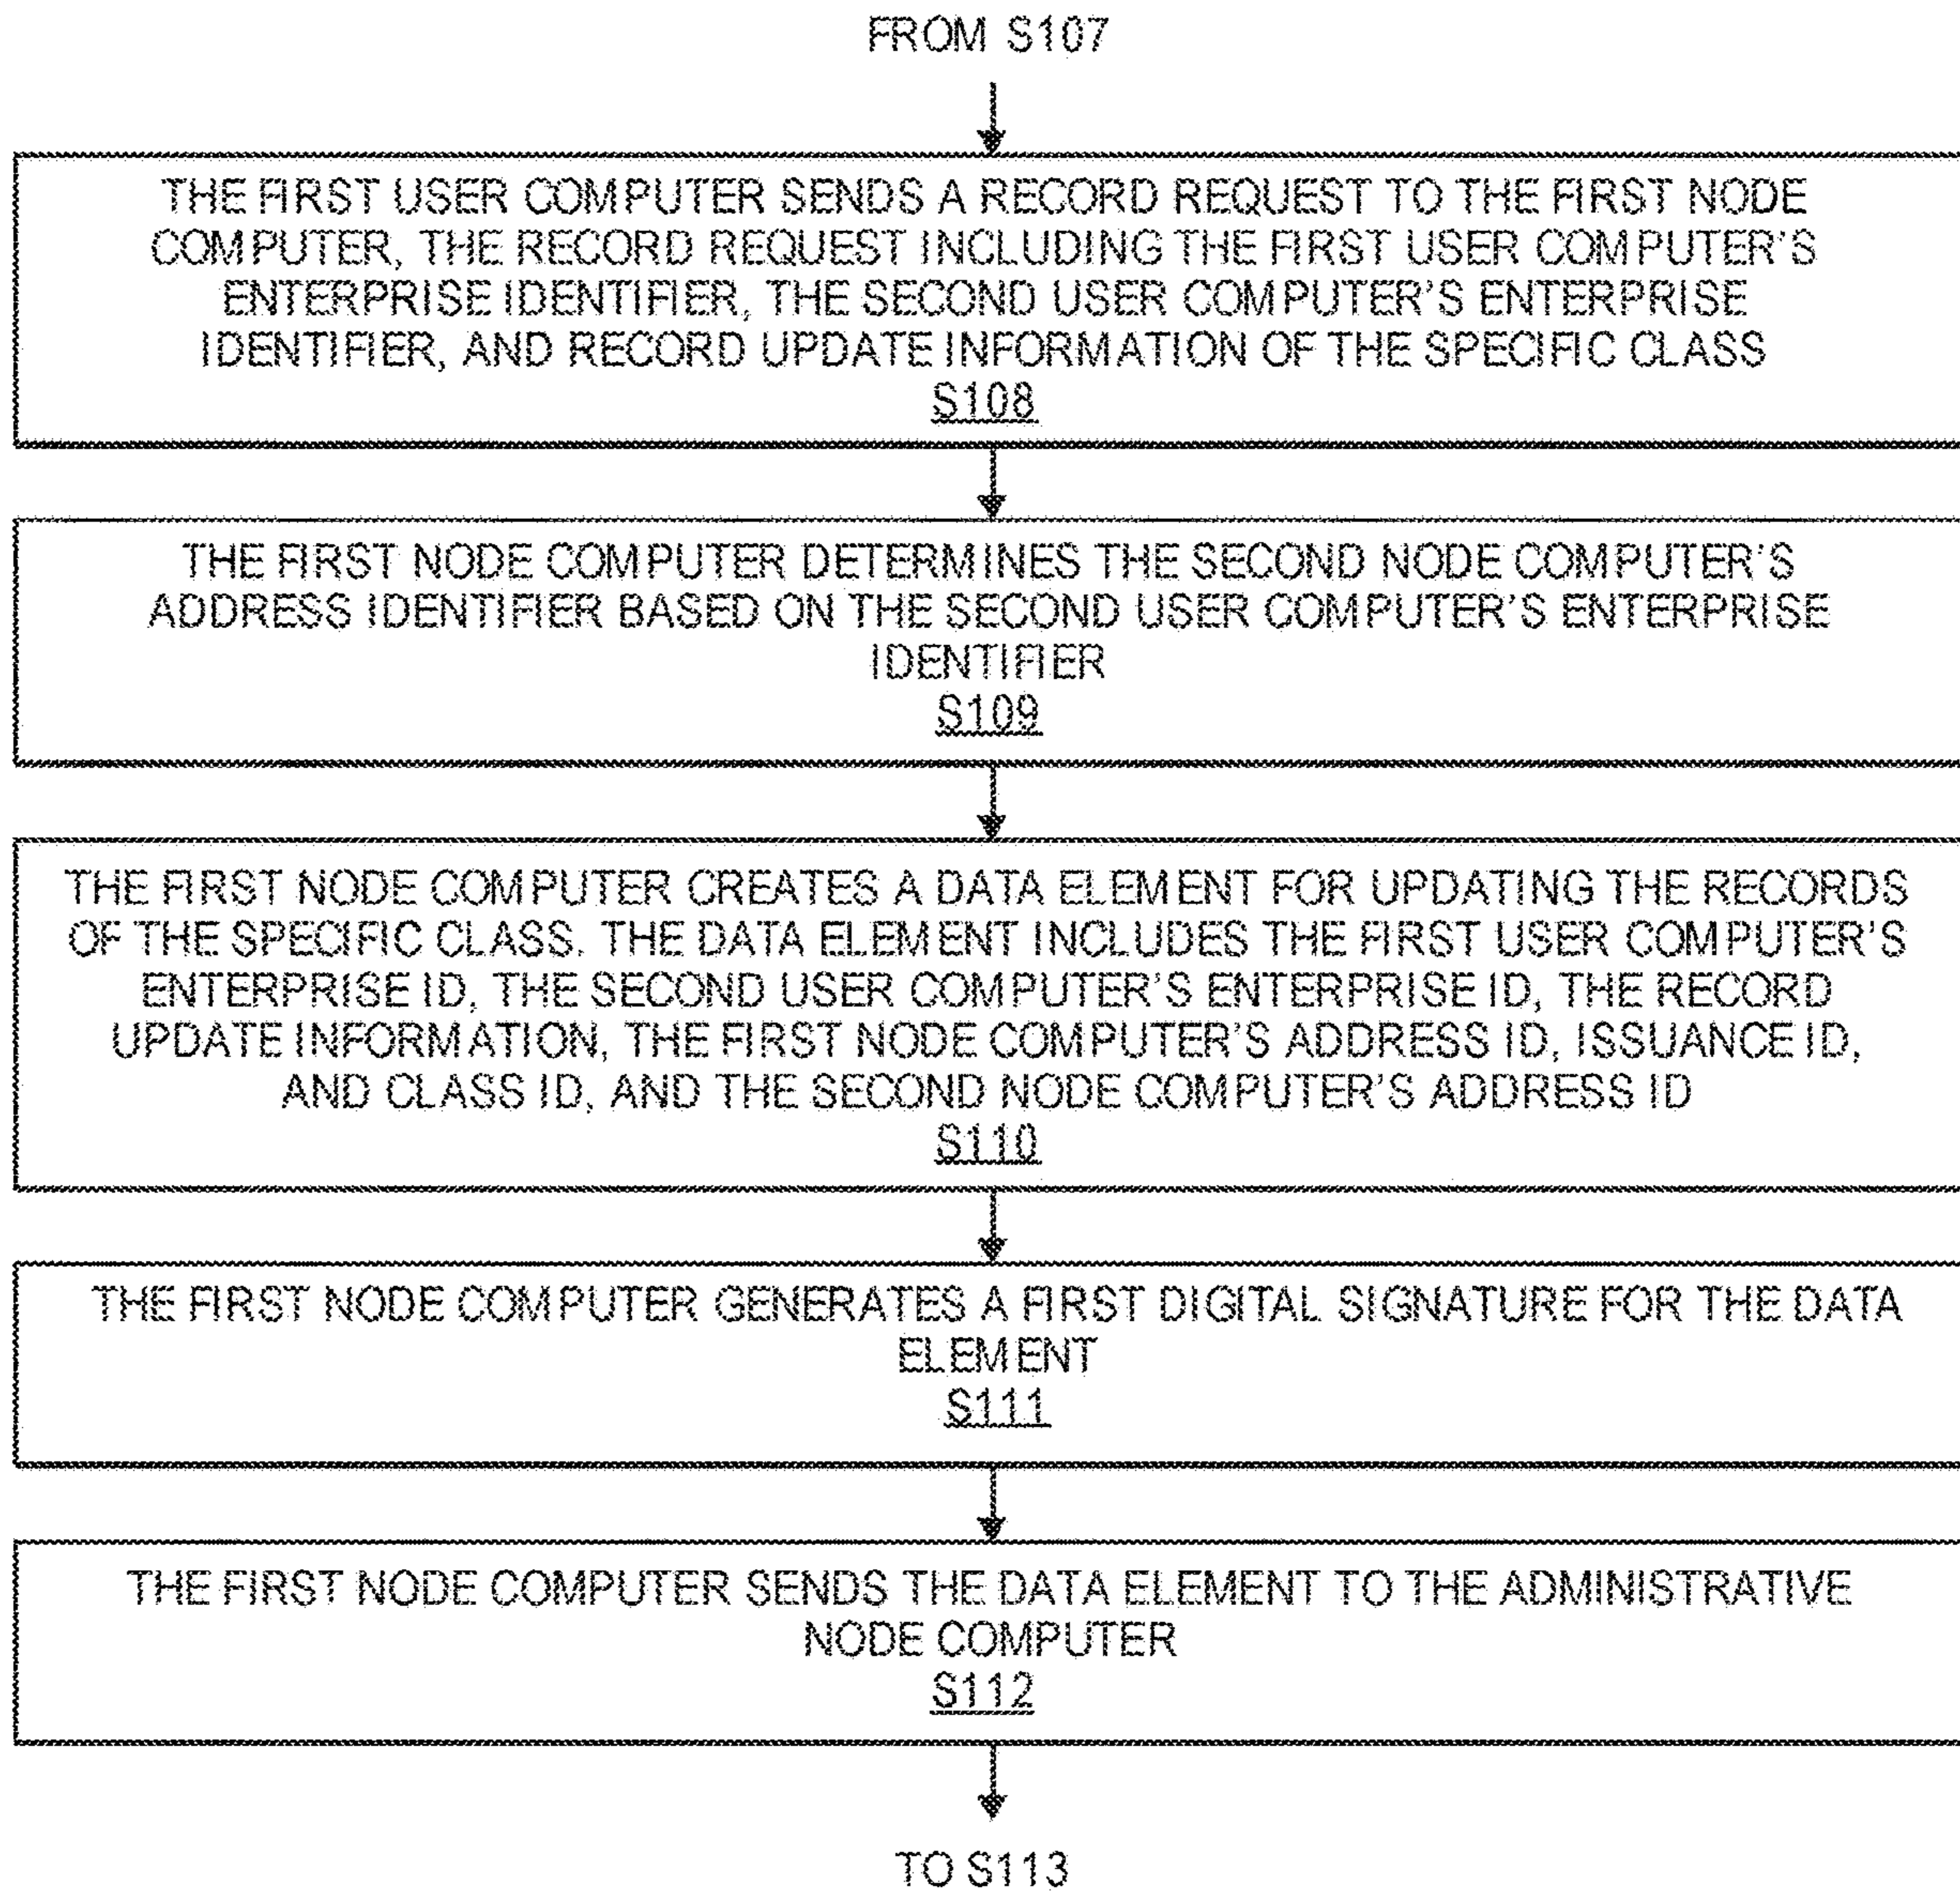 FROM S107
THE FIRST USER COMPUTER SENDS A RECORD REQUEST TO THE FIRST NODE
COMPUTER, THE RECORD REQUEST INCLUDING THE FIRST USER COMPUTER'S
ENTERPRISE IDENTIFIER, THE SECOND USER COMPUTER'S ENTERPRISE
IDENTIFIER, AND RECORD UPDATE INFORMATION OF THE SPECIFIC CLASS
S108
THE FIRST NODE COMPUTER DETERMINES THE SECOND NODE COMPUTER'S
ADDRESS IDENTIFIER BASED ON THE SECOND USER COMPUTER'S ENTERPRISE
IDENTIFIER
S109
THE FIRST NODE COMPUTER CREATES A DATA ELEMENT FOR UPDATING THE RECORDS
OF THE SPECIFIC CLASS. THE DATA ELEMENT INCLUDES THE FIRST USER COMPUTER'S
ENTERPRISE ID, THE SECOND USER COMPUTER'S ENTERPRISE ID, THE RECORD
UPDATE INFORMATION, THE FIRST NODE COMPUTER'S ADDRESS ID, ISSUANCE ID,
AND CLASS ID, AND THE SECOND NODE COMPUTER'S ADDRESS ID
S110
THE FIRST NODE COMPUTER GENERATES A FIRST DIGITAL SIGNATURE FOR THE DATA
ELEMENT
S111
THE FIRST NODE COMPUTER SENDS THE DATA ELEMENT TO THE ADMINISTRATIVE
NODE COMPUTER
S112
TO S113